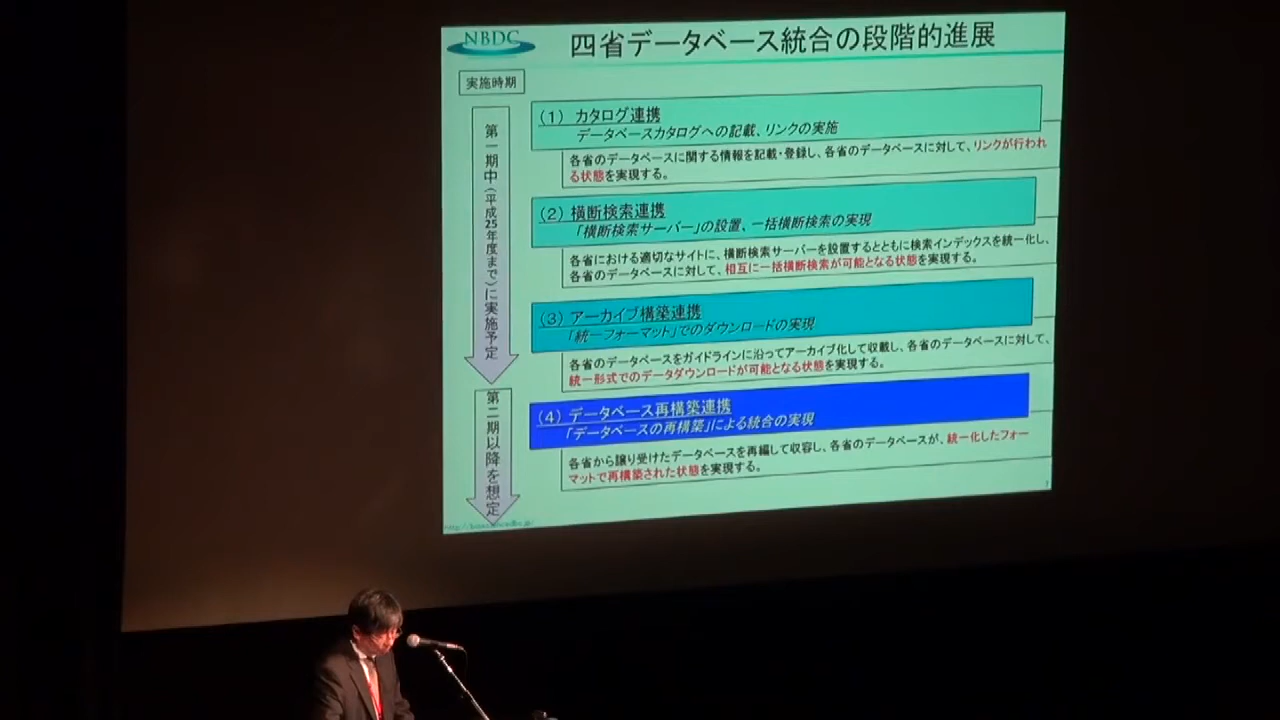 NBDC
四省データベース統合の段階的進展
実施時期
第一期中(平成25年度まで)に実施予定
(1) カタログ連携
データベースカタログへの記載、リンクの実施
各省のデータベースに関する情報を記載・登録し、各省のデータベースに対して、リンクが行われ
る状態を実現する。
(2) 横断検索連携
「横断検索サーバー」の設置、一括横断検索の実現
各省における適切なサイトに、横断検索サーバーを設置するとともに検索インデックスを統一化し、
各省のデータベースに対して、相互に一括横断検索が可能となる状態を実現する。
(3) アーカイブ構築連携
「統一フォーマット」でのダウンロードの実現
各省のデータベースをガイドラインに沿ってアーカイブ化して収載し、各省のデータベースに対して、
統一形式でのデータダウンロードが可能となる状態を実現する。
第二期以降を想定
(4) データベース再構築連携
「データベースの再構築」による統合の実現
各省から譲り受けたデータベースを再編して収容し、各省のデータベースが、統一化したフォー
マットで再構築された状態を実現する。
7